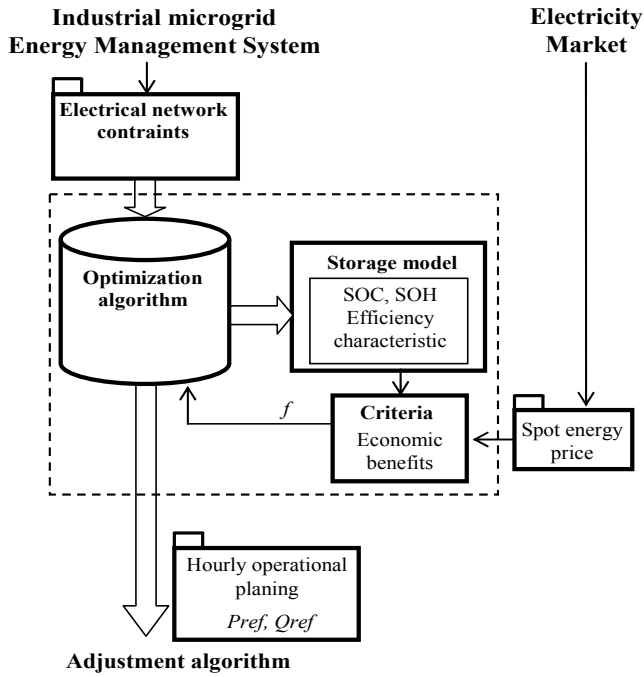 Industrial microgrid
Energy Management System
Electricity
Market
Electrical network
contraints
Optimization
algorithm
Storage model
SOC, SOH
Efficiency
characteristic
f
Criteria
Economic
benefits
Spot energy
price
Hourly operational
planing
Pref, Qref
Adjustment algorithm